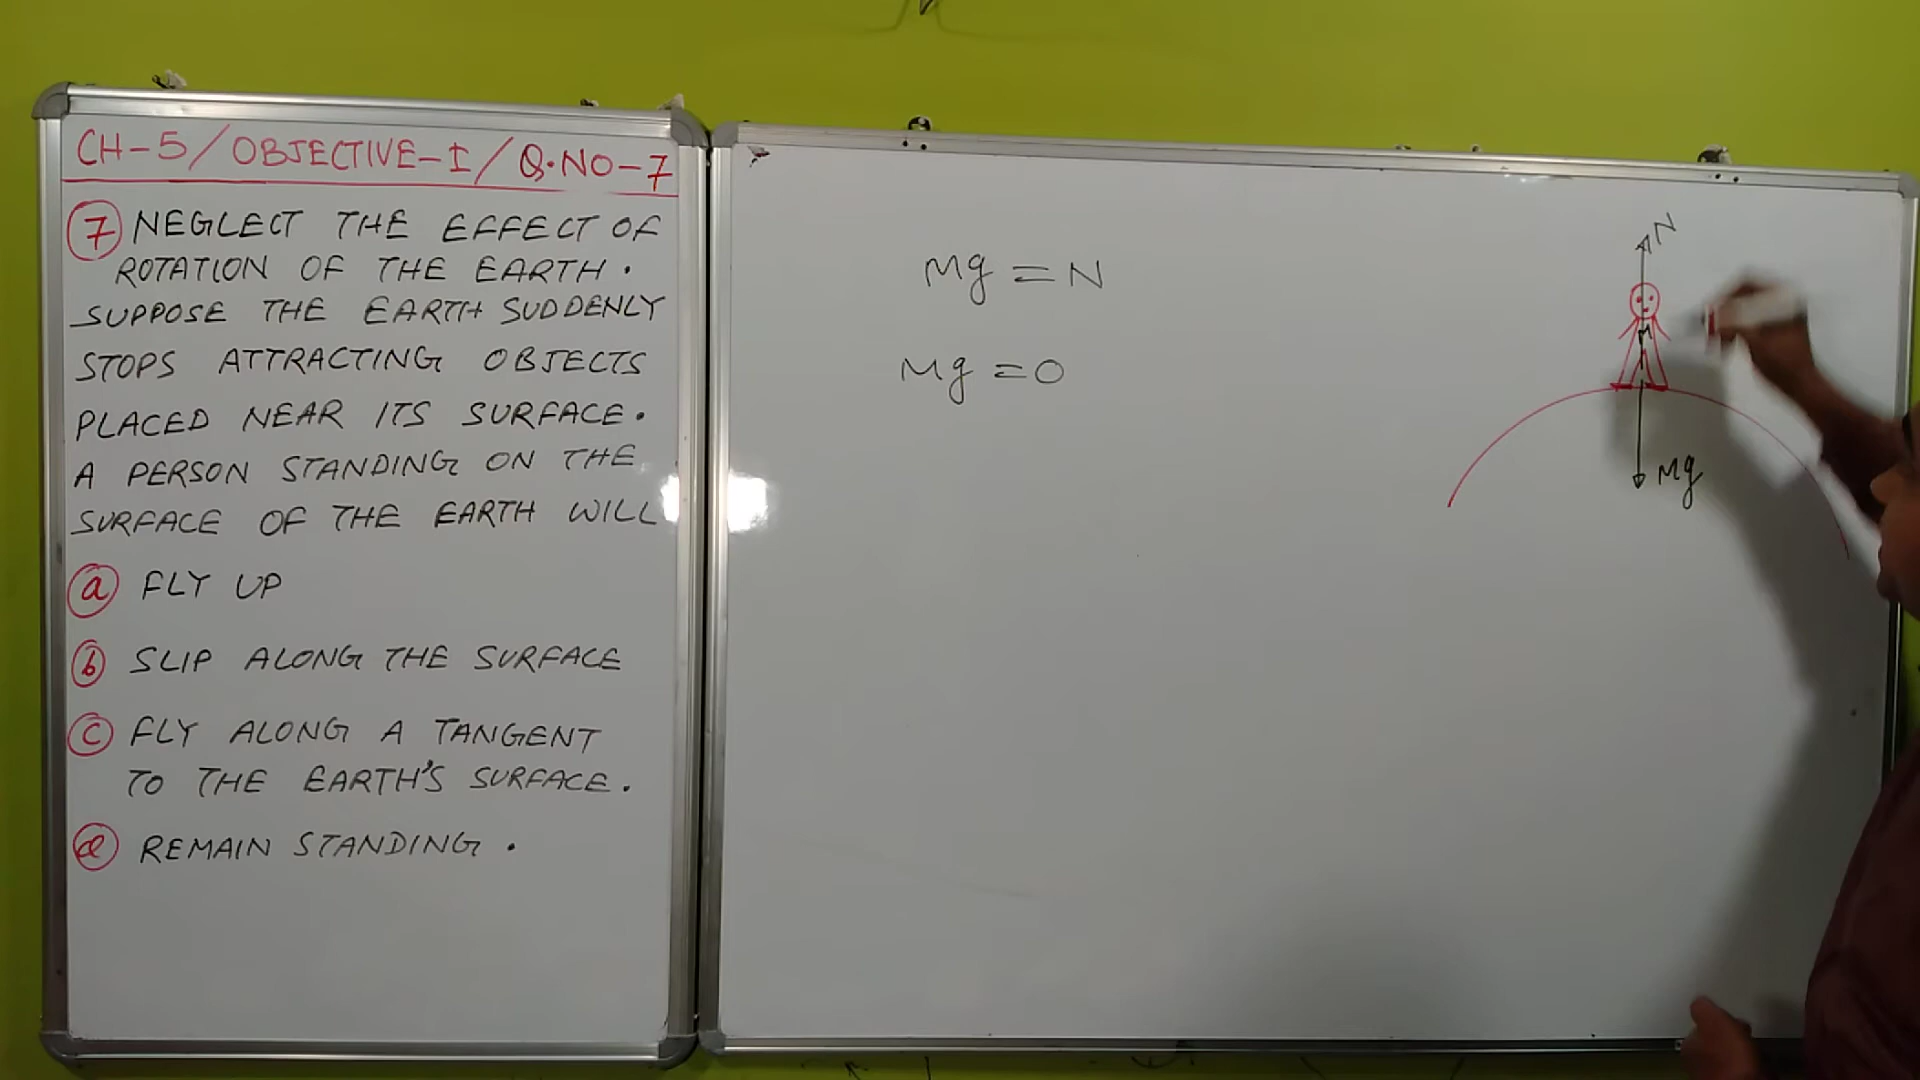 CH-5/OBJECTIVE-I/Q.NO-7
7 NEGLECT THE EFFECT OF
ROTATION OF THE EARTH.
SUPPOSE THE EARTH SUDDENLY
STOPS ATTRACTING OBJECTS
PLACED NEAR ITS SURFACE.
A PERSON STANDING ON THE
SURFACE OF THE EARTH WILL
a FLY UP
b SLIP ALONG THE SURFACE
c FLY ALONG A TANGENT
TO THE EARTH'S SURFACE.
d REMAIN STANDING.
Mg = N
Mg = 0
N
Mg